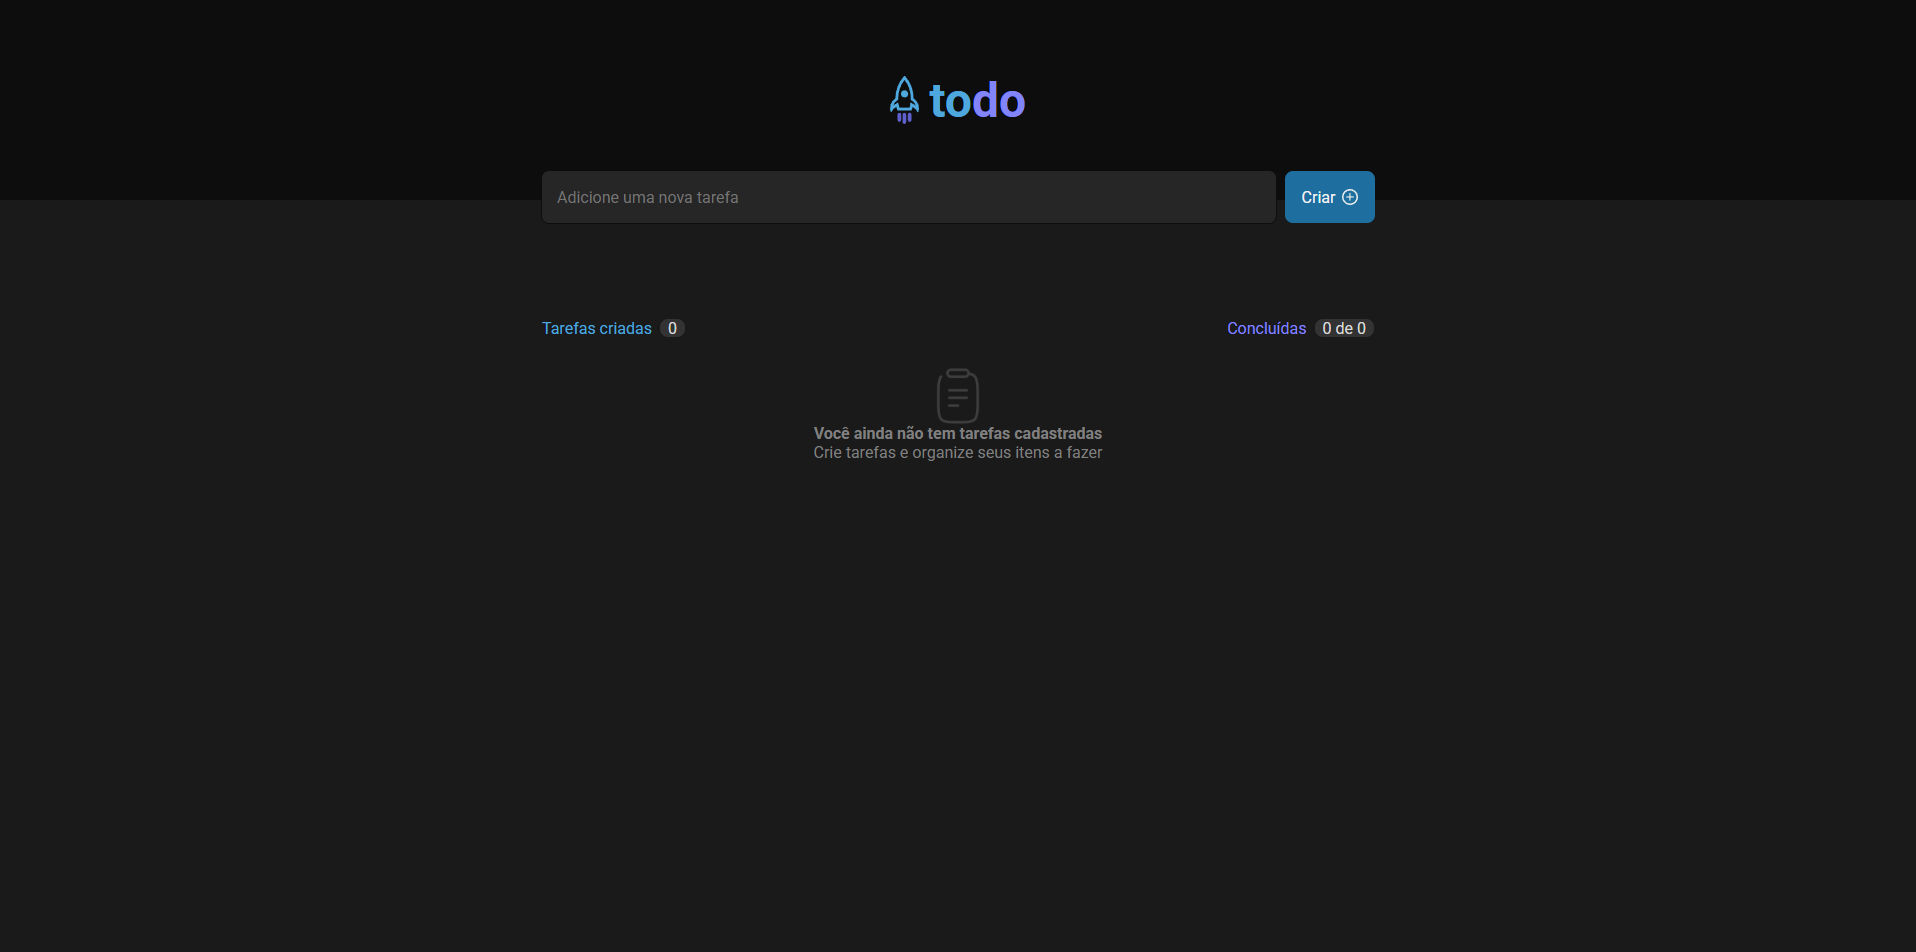 todo
Adicione uma nova tarefa
Criar
Tarefas criadas 0
Concluídas 0 de 0
Você ainda não tem tarefas cadastradas
Crie tarefas e organize seus itens a fazer